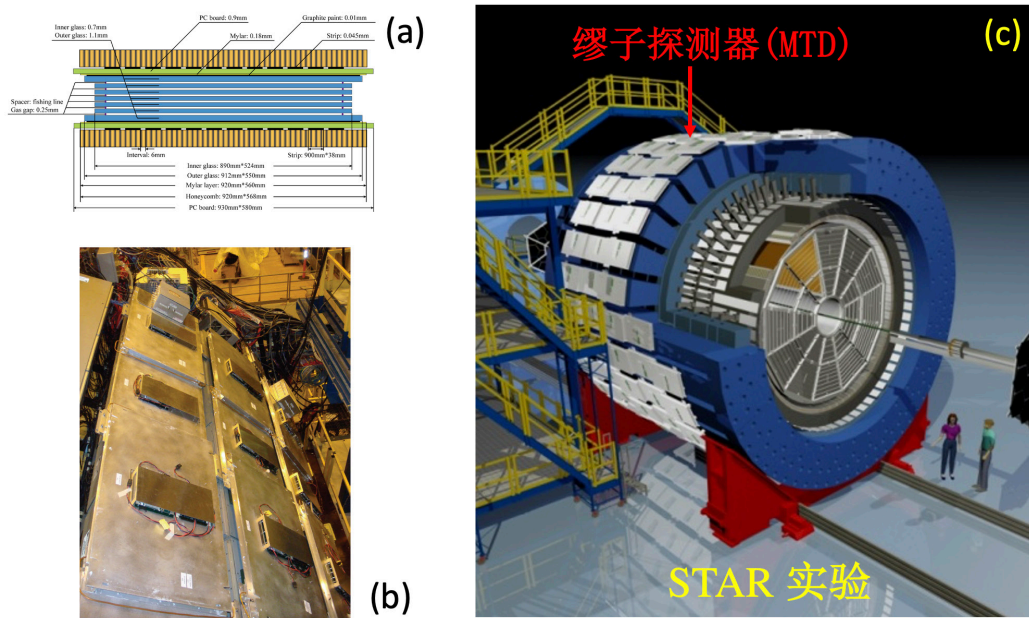 (a)
PC board: 0.9mm
Graphite paint: 0.01mm
Inner glass: 0.7mm
Outer glass: 1.1mm
Mylar: 0.18mm
Strip: 0.045mm
Spacer: fishing line
Gas gap: 0.25mm
Interval: 6mm
Strip: 900mm*38mm
Inner glass: 890mm*524mm
Outer glass: 912mm*550mm
Mylar layer: 920mm*560mm
Honeycomb: 920mm*568mm
PC board: 930mm*580mm
(b)
缪子探测器(MTD)
(c)
STAR 实验